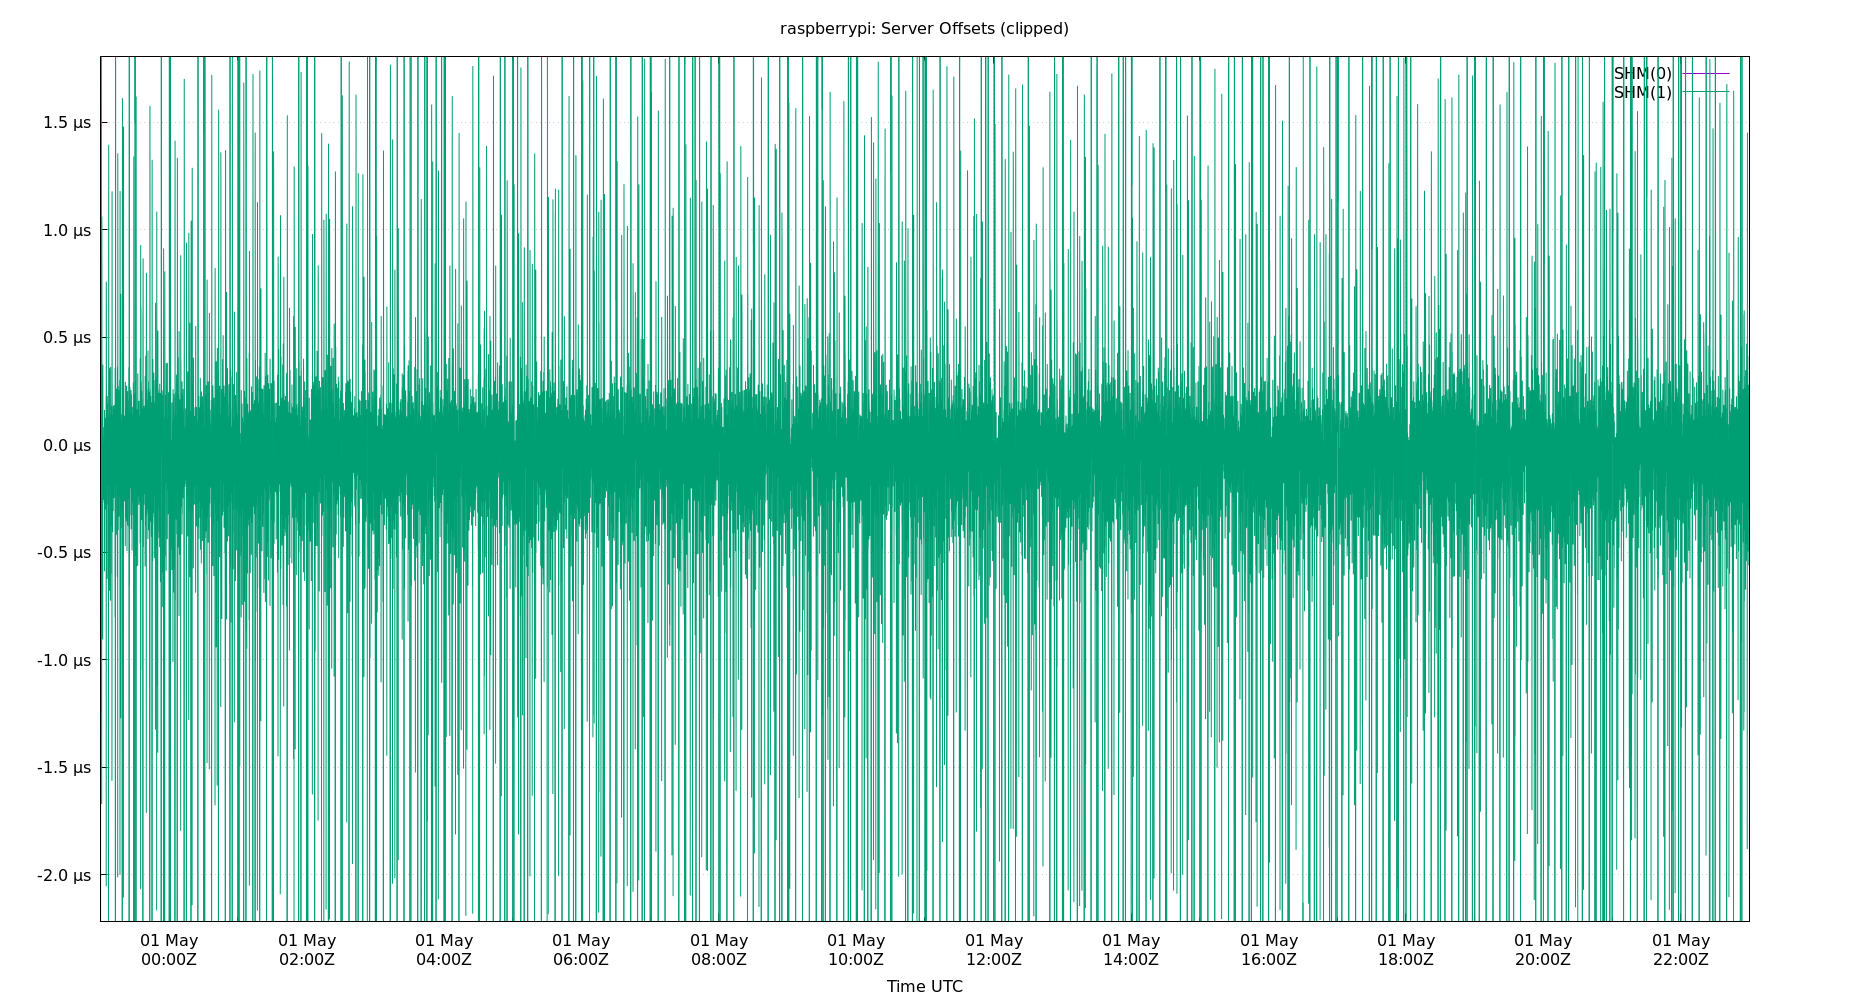 raspberrypi: Server Offsets (clipped)
SHM(0)
SHM(1)
1.5 µs
1.0 µs
0.5 µs
0.0 µs
-0.5 µs
-1.0 µs
-1.5 µs
-2.0 µs
01 May 01 May 01 May 01 May 01 May 01 May 01 May 01 May 01 May 01 May 01 May 01 May
00:00Z 02:00Z 04:00Z 06:00Z 08:00Z 10:00Z 12:00Z 14:00Z 16:00Z 18:00Z 20:00Z 22:00Z
Time UTC